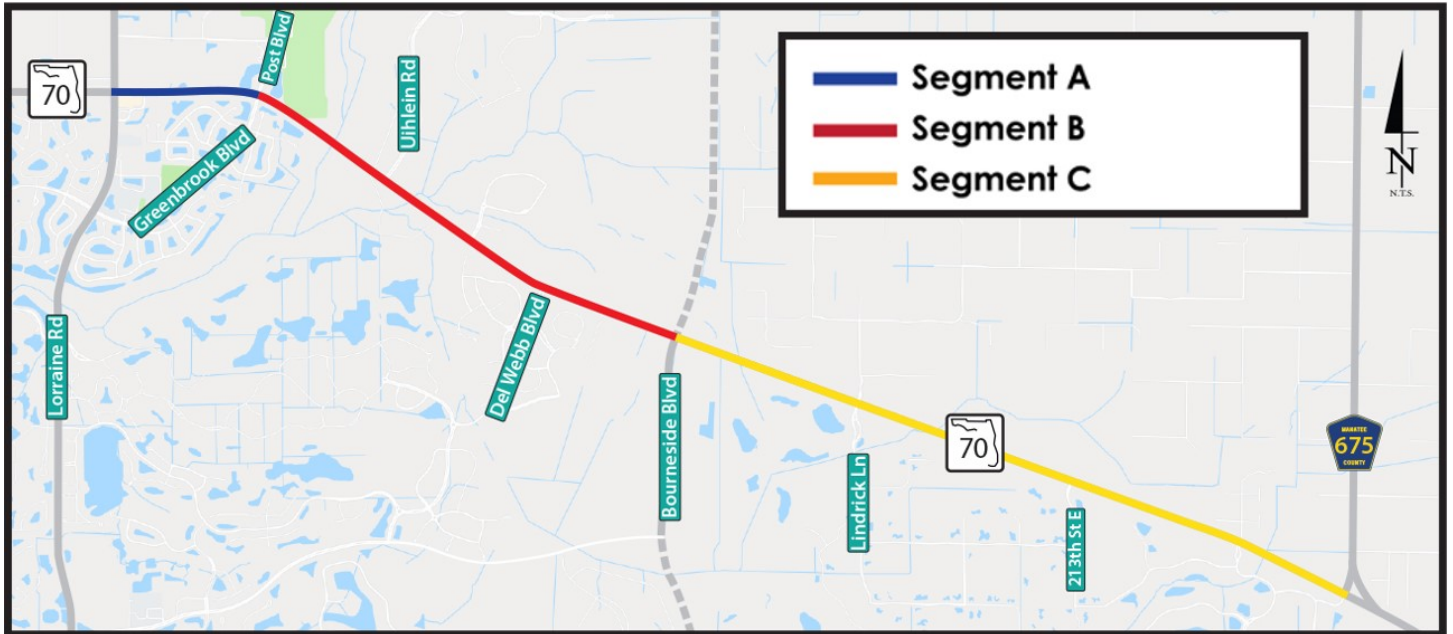 70
Post Blvd
Uihlein Rd
Greenbrook Blvd
Lorraine Rd
Del Webb Blvd
Bourneside Blvd
Lindrick Ln
70
213th St E
MANATEE
675
COUNTY
Segment A
Segment B
Segment C
N
N.T.S.